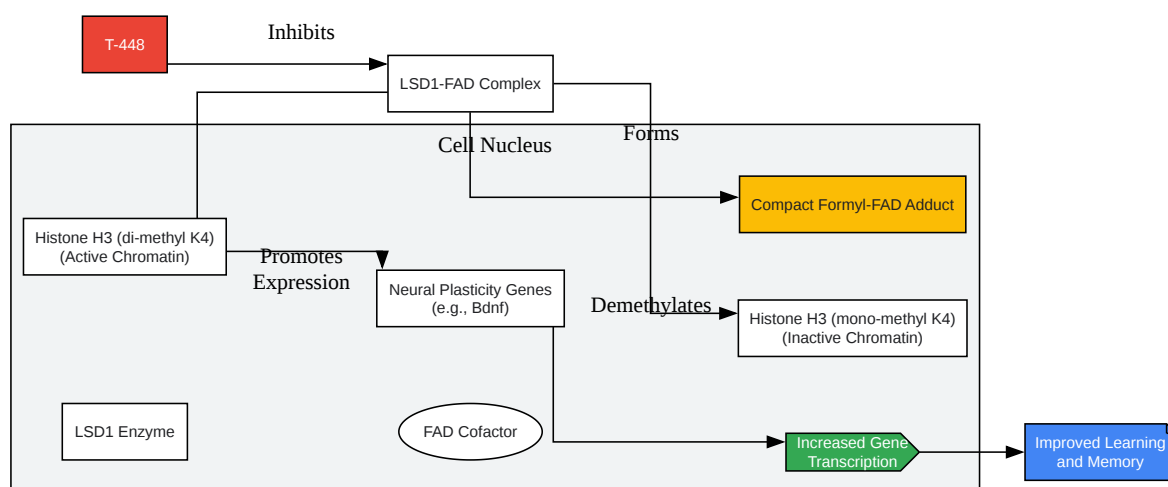 Inhibits
T-448
LSD1-FAD Complex
Cell Nucleus
Forms
Compact Formyl-FAD Adduct
Histone H3 (di-methyl K4)
(Active Chromatin)
Promotes
Expression
Neural Plasticity Genes
(e.g., Bdnf)
Demethylates
Histone H3 (mono-methyl K4)
(Inactive Chromatin)
LSD1 Enzyme
FAD Cofactor
Increased Gene
Transcription
Improved Learning
and Memory